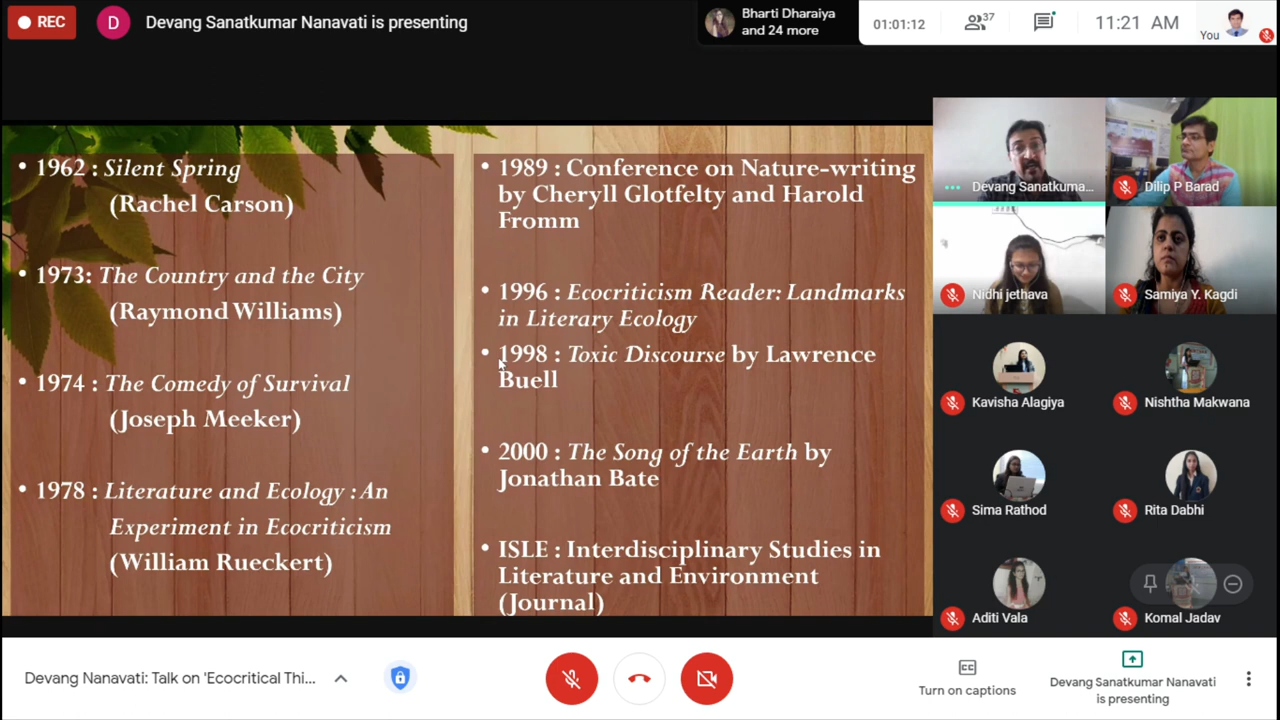 REC
D
Devang Sanatkumar Nanavati is presenting
Bharti Dharaiya
and 24 more
01:01:12
37
11:21 AM
You
• 1962 : Silent Spring
(Rachel Carson)
• 1973: The Country and the City
(Raymond Williams)
• 1974 : The Comedy of Survival
(Joseph Meeker)
• 1978 : Literature and Ecology : An
Experiment in Ecocriticism
(William Rueckert)
• 1989 : Conference on Nature-writing
by Cheryll Glotfelty and Harold
Fromm
• 1996 : Ecocriticism Reader: Landmarks
in Literary Ecology
• 1998 : Toxic Discourse by Lawrence
Buell
• 2000 : The Song of the Earth by
Jonathan Bate
• ISLE : Interdisciplinary Studies in
Literature and Environment
(Journal)
Devang Sanatkuma...
Dilip P Barad
Nidhi jethava
Samiya Y. Kagdi
Kavisha Alagiya
Nishtha Makwana
Sima Rathod
Rita Dabhi
Aditi Vala
Komal Jadav
Devang Nanavati: Talk on 'Ecocritical Thi...
CC
Turn on captions
Devang Sanatkumar Nanavati
is presenting